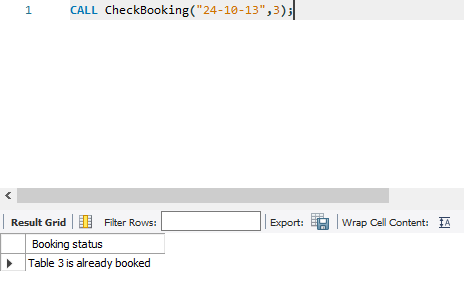 1 CALL CheckBooking("24-10-13",3);
Result Grid Filter Rows: Export: Wrap Cell Content:
Booking status
Table 3 is already booked